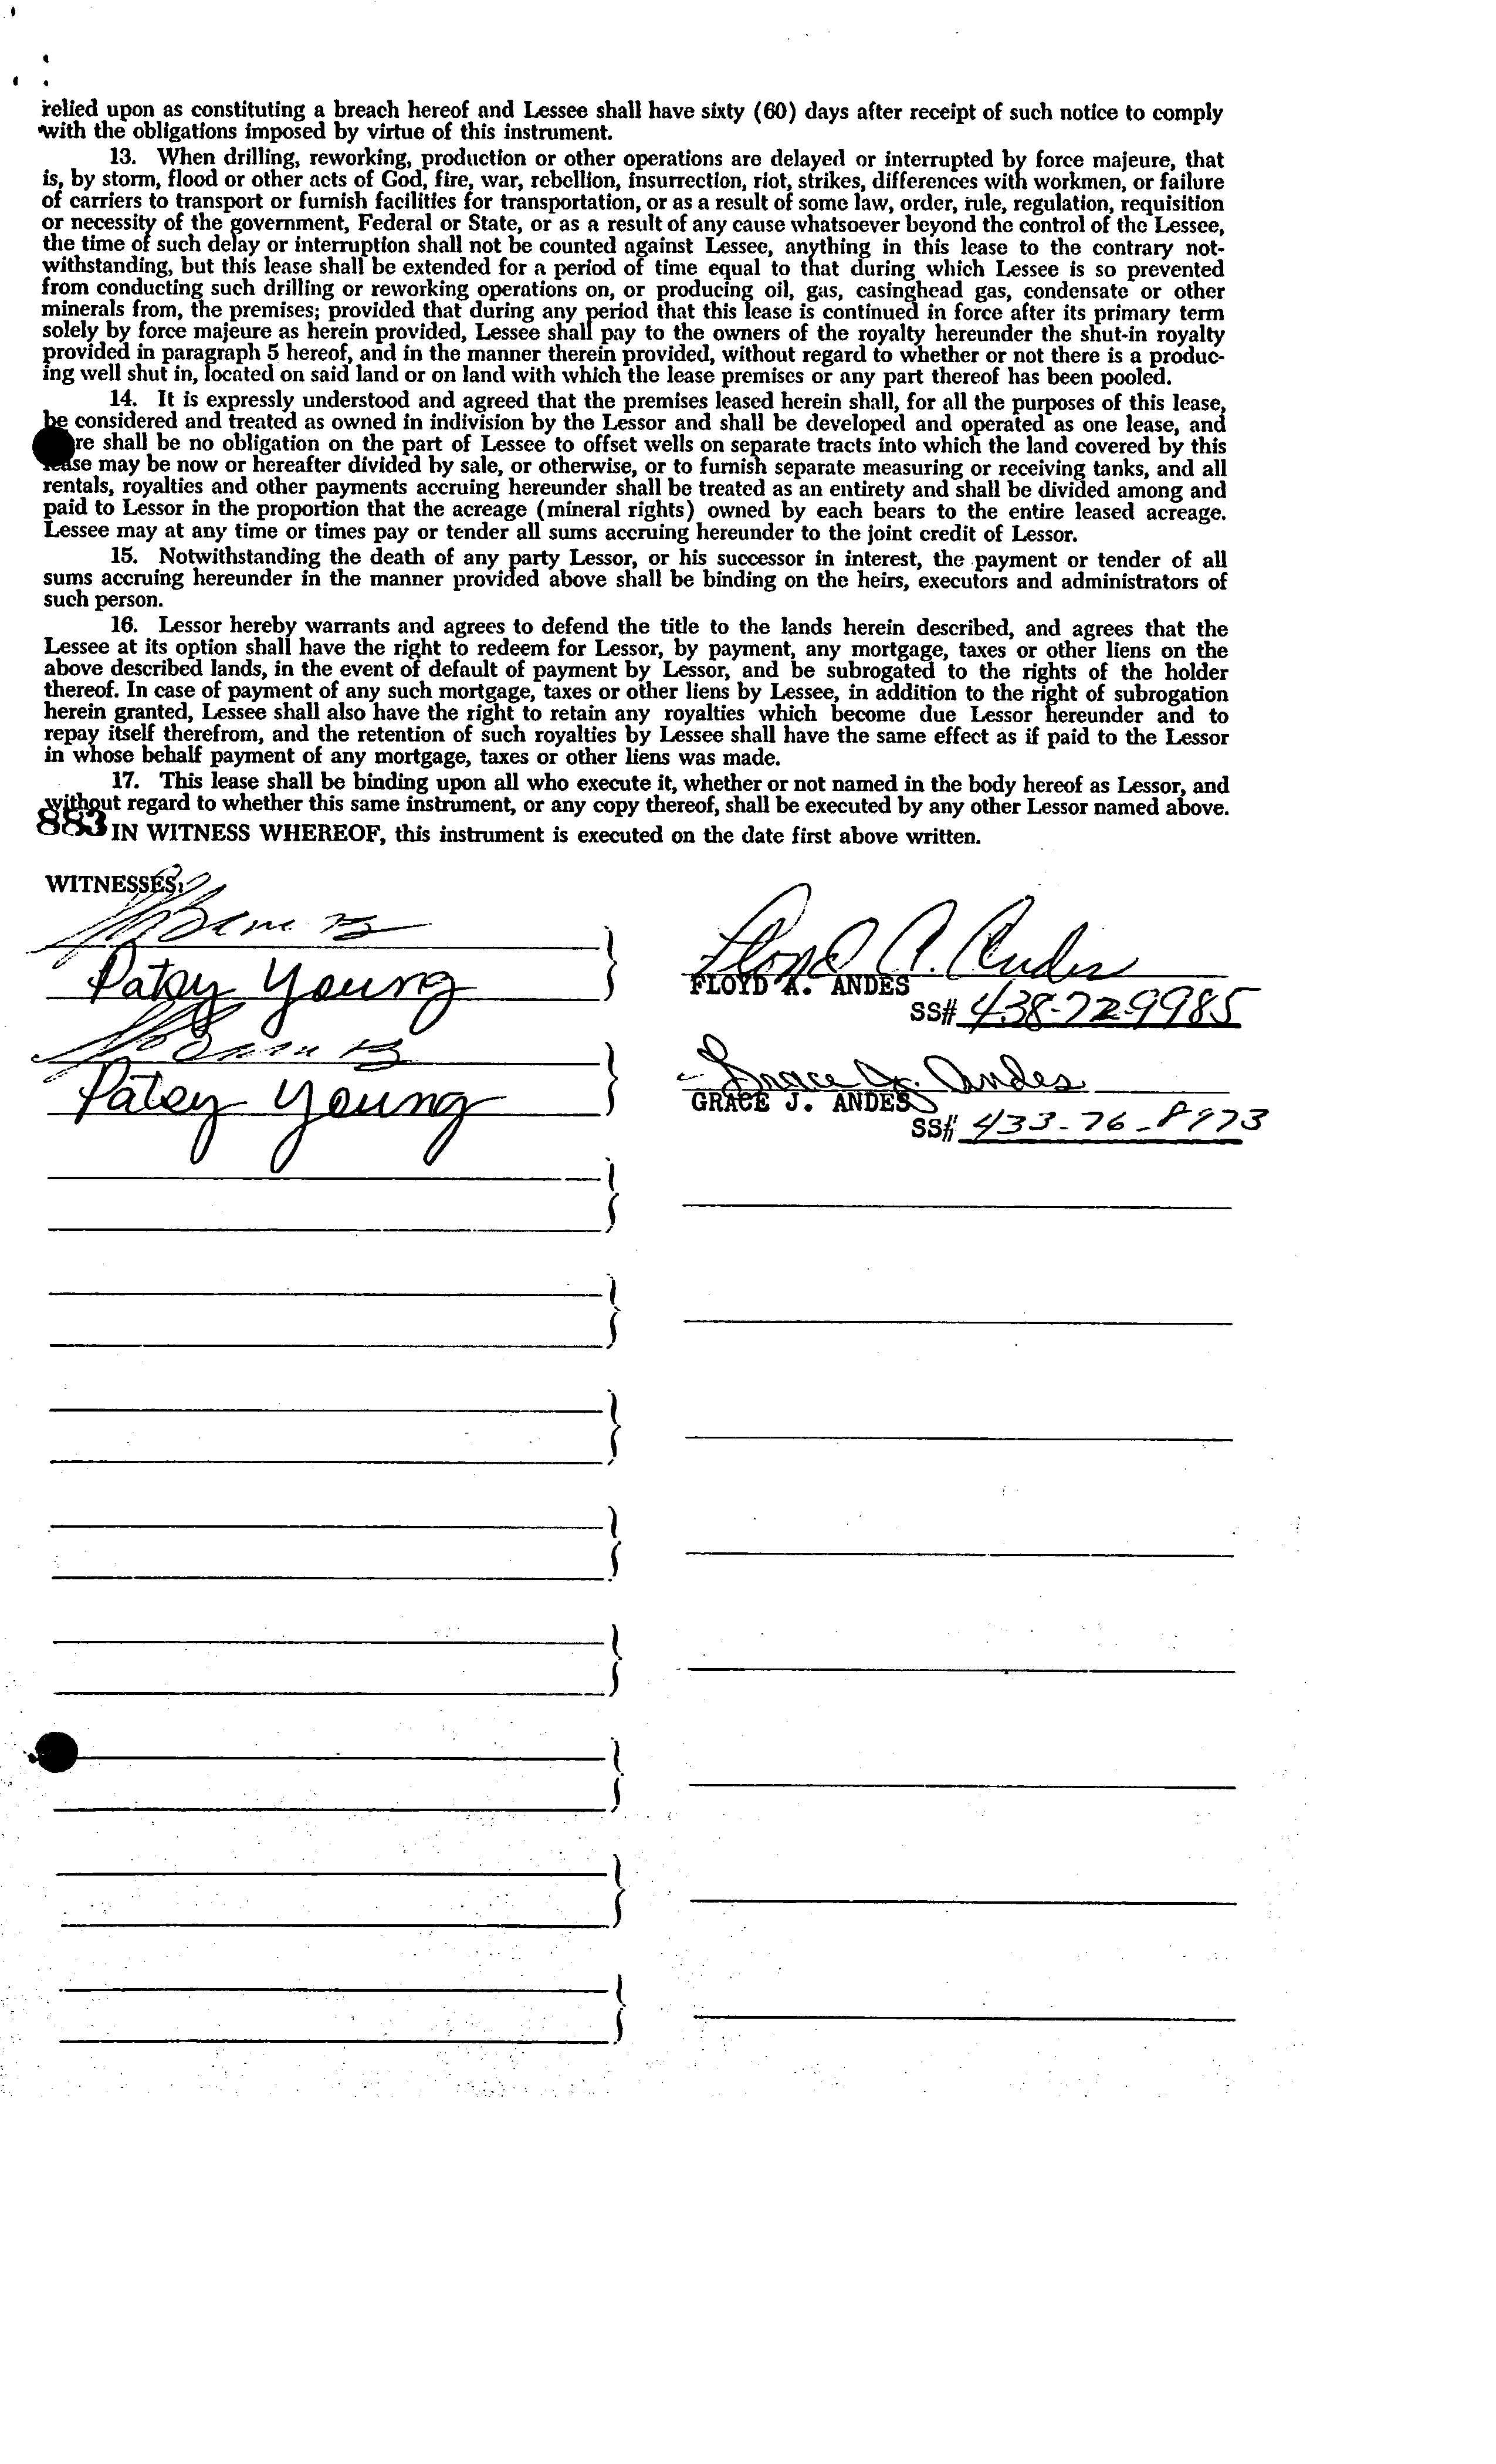 relied upon as constituting a breach hereof and Lessee shall have sixty (60) days after receipt of such notice to comply
with the obligations imposed by virtue of this instrument.
13. When drilling, reworking, production or other operations are delayed or interrupted by force majeure, that
is, by storm, flood or other acts of God, fire, war, rebellion, insurrection, riot, strikes, differences with workmen, or failure
of carriers to transport or furnish facilities for transportation, or as a result of some law, order, rule, regulation, requisition
or necessity of the government, Federal or State, or as a result of any cause whatsoever beyond the control of the Lessee,
the time of such delay or interruption shall not be counted against Lessee, anything in this lease to the contrary not-
withstanding, but this lease shall be extended for a period of time equal to that during which Lessee is so prevented
from conducting such drilling or reworking operations on, or producing oil, gas, casinghead gas, condensate or other
minerals from, the premises; provided that during any period that this lease is continued in force after its primary term
solely by force majeure as herein provided, Lessee shall pay to the owners of the royalty hereunder the shut-in royalty
provided in paragraph 5 hereof, and in the manner therein provided, without regard to whether or not there is a produc-
ing well shut in, located on said land or on land with which the lease premises or any part thereof has been pooled.
14. It is expressly understood and agreed that the premises leased herein shall, for all the purposes of this lease,
be considered and treated as owned in indivision by the Lessor and shall be developed and operated as one lease, and
re shall be no obligation on the part of Lessee to offset wells on separate tracts into which the land covered by this
lease may be now or hereafter divided by sale, or otherwise, or to furnish separate measuring or receiving tanks, and all
rentals, royalties and other payments accruing hereunder shall be treated as an entirety and shall be divided among and
paid to Lessor in the proportion that the acreage (mineral rights) owned by each bears to the entire leased acreage.
Lessee may at any time or times pay or tender all sums accruing hereunder to the joint credit of Lessor.
15. Notwithstanding the death of any party Lessor, or his successor in interest, the payment or tender of all
sums accruing hereunder in the manner provided above shall be binding on the heirs, executors and administrators of
such person.
16. Lessor hereby warrants and agrees to defend the title to the lands herein described, and agrees that the
Lessee at its option shall have the right to redeem for Lessor, by payment, any mortgage, taxes or other liens on the
above described lands, in the event of default of payment by Lessor, and be subrogated to the rights of the holder
thereof. In case of payment of any such mortgage, taxes or other liens by Lessee, in addition to the right of subrogation
herein granted, Lessee shall also have the right to retain any royalties which become due Lessor hereunder and to
repay itself therefrom, and the retention of such royalties by Lessee shall have the same effect as if paid to the Lessor
in whose behalf payment of any mortgage, taxes or other liens was made.
17. This lease shall be binding upon all who execute it, whether or not named in the body hereof as Lessor, and
without regard to whether this same instrument, or any copy thereof, shall be executed by any other Lessor named above.
883 IN WITNESS WHEREOF, this instrument is executed on the date first above written.
WITNESSES:
Floyd A. Andes
Patsy Young
FLOYD A. ANDES
SS# 438-729985
Grace J. Andes
Patsy Young
GRACE J. ANDES
SS# 433-76-